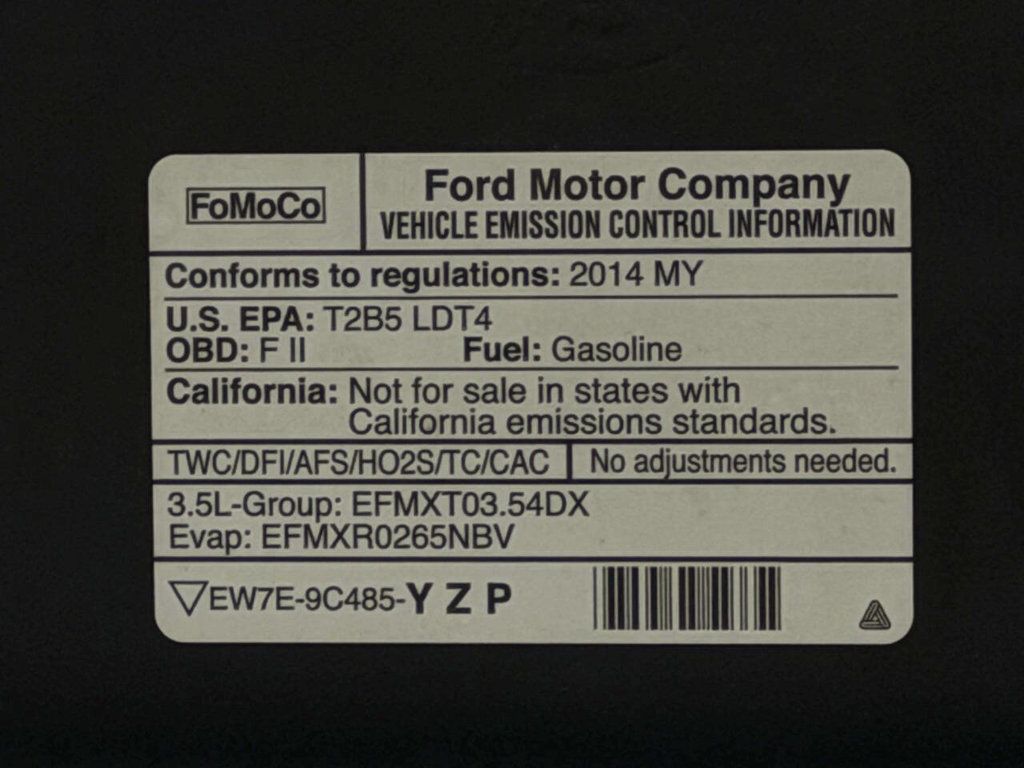 FoMoCo
Ford Motor Company
VEHICLE EMISSION CONTROL INFORMATION
Conforms to regulations: 2014 MY
U.S. EPA: T2B5 LDT4
OBD: F II Fuel: Gasoline
California: Not for sale in states with
California emissions standards.
TWC/DFI/AFS/HO2S/TC/CAC No adjustments needed.
3.5L-Group: EFMXT03.54DX
Evap: EFMXR0265NBV
EW7E-9C485-Y Z P